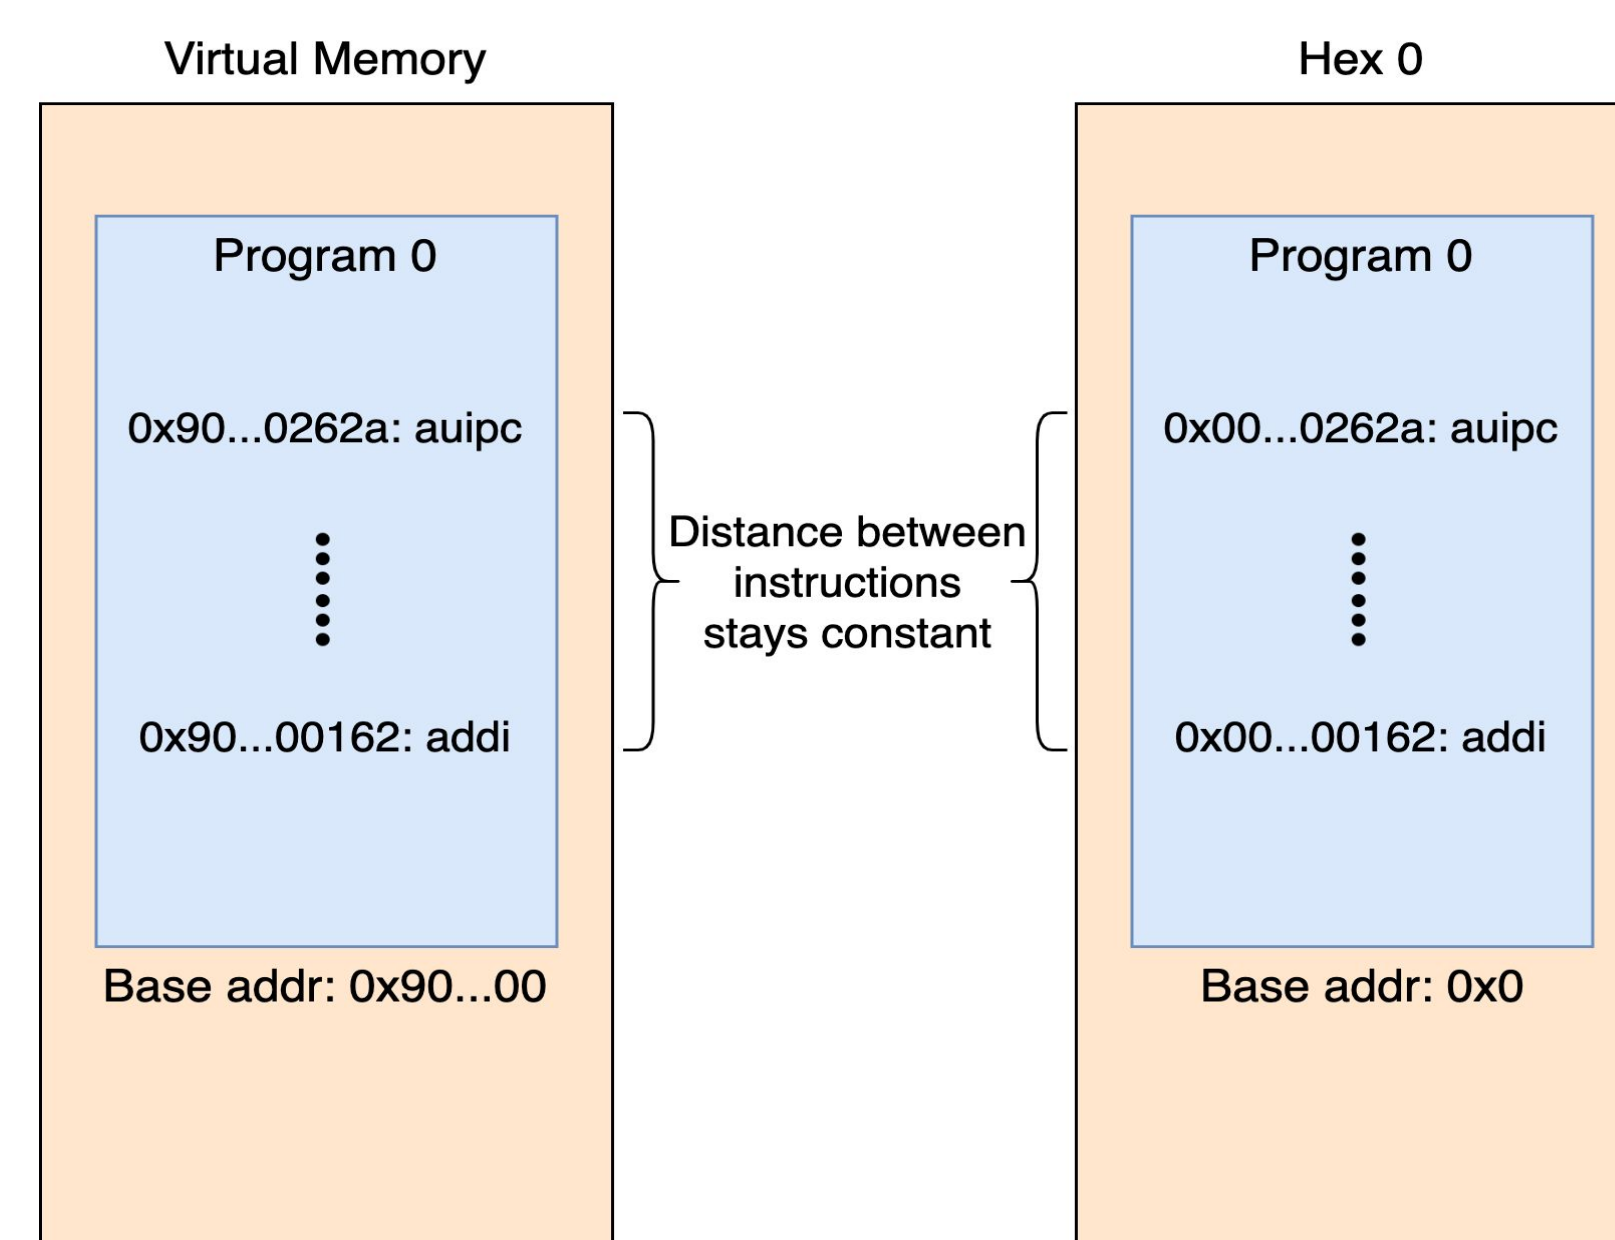 Virtual Memory
Program 0
0x90...0262a: auipc
0x90...00162: addi
Base addr: 0x90...00
Distance between
instructions
stays constant
Hex 0
Program 0
0x00...0262a: auipc
0x00...00162: addi
Base addr: 0x0